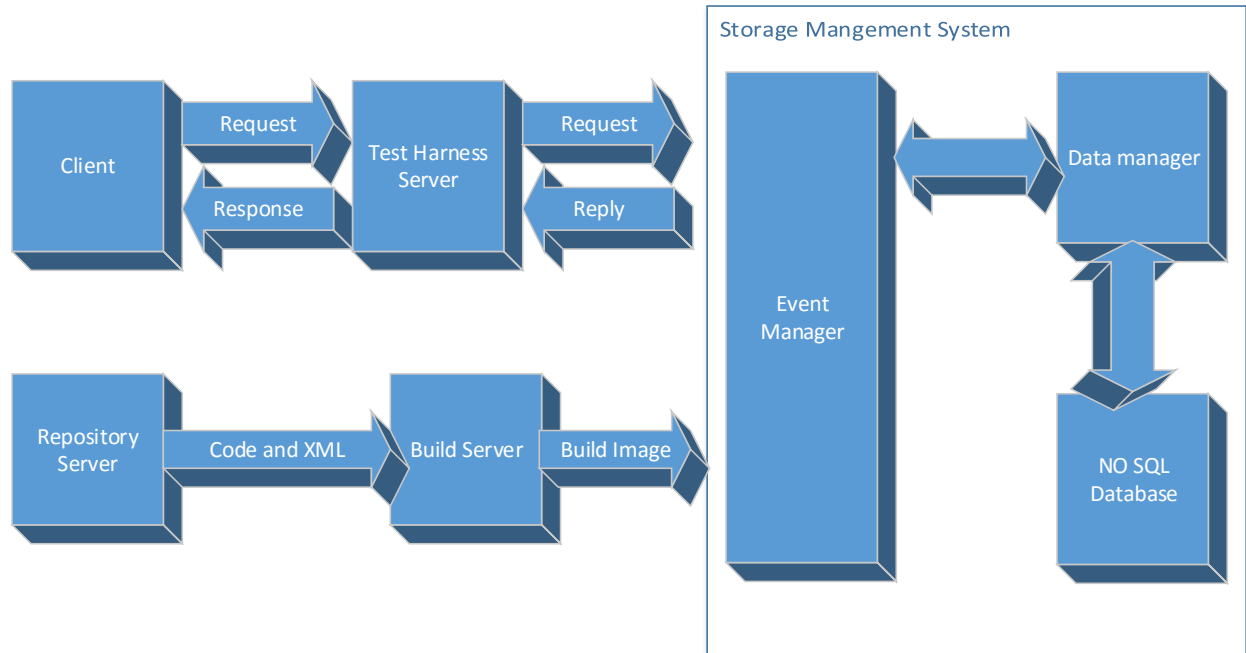 Storage Mangement System
Client
Request
Response
Test Harness
Server
Request
Reply
Event
Manager
Data manager
Repository
Server
Code and XML
Build Server
Build Image
NO SQL
Database